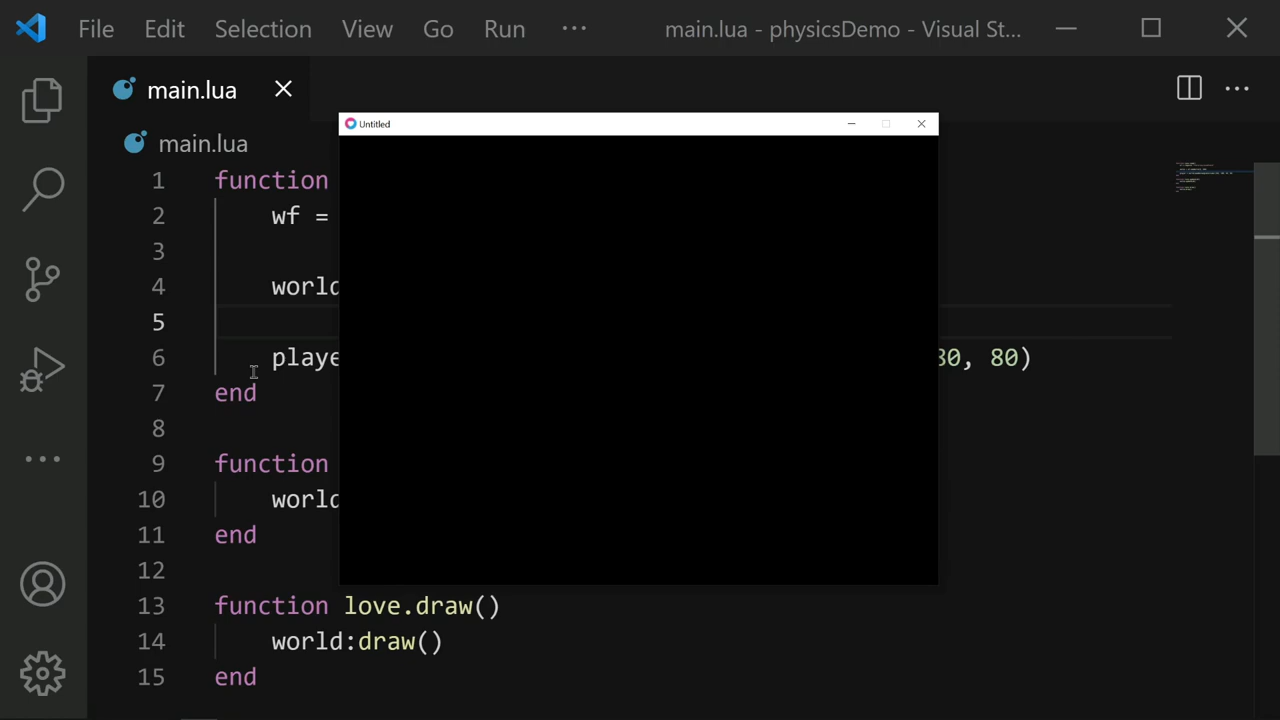 File Edit Selection View Go Run ··· main.lua - physicsDemo - Visual St...
main.lua
main.lua
Untitled
1 function
2 wf =
3
4 world
5
6 playe 80, 80)
7 end
8
9 function
10 world
11 end
12
13 function love.draw()
14 world:draw()
15 end